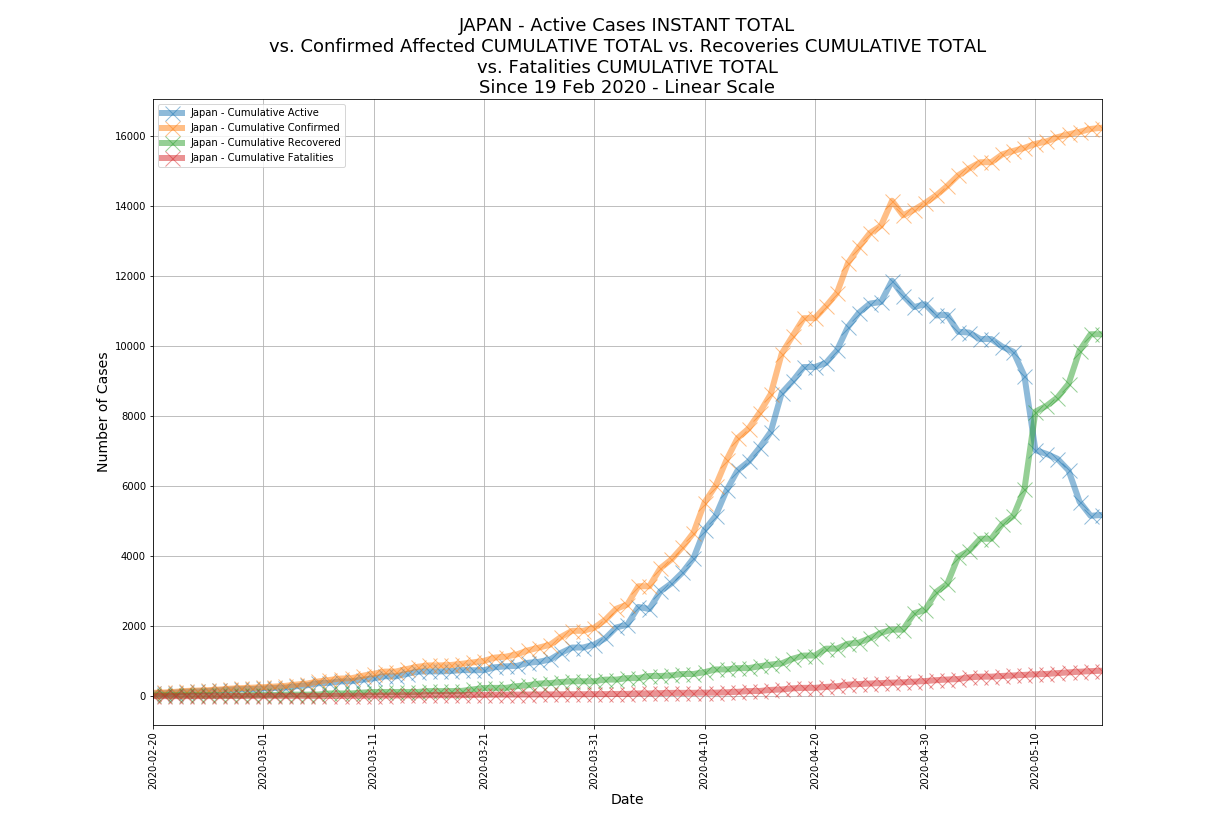 JAPAN - Active Cases INSTANT TOTAL
vs. Confirmed Affected CUMULATIVE TOTAL vs. Recoveries CUMULATIVE TOTAL
vs. Fatalities CUMULATIVE TOTAL
Since 19 Feb 2020 - Linear Scale
Japan - Cumulative Active
Japan - Cumulative Confirmed
Japan - Cumulative Recovered
Japan - Cumulative Fatalities
Number of Cases
16000
14000
12000
10000
8000
6000
4000
2000
0
2020-02-20
2020-03-01
2020-03-11
2020-03-21
2020-03-31
2020-04-10
2020-04-20
2020-04-30
2020-05-10
Date